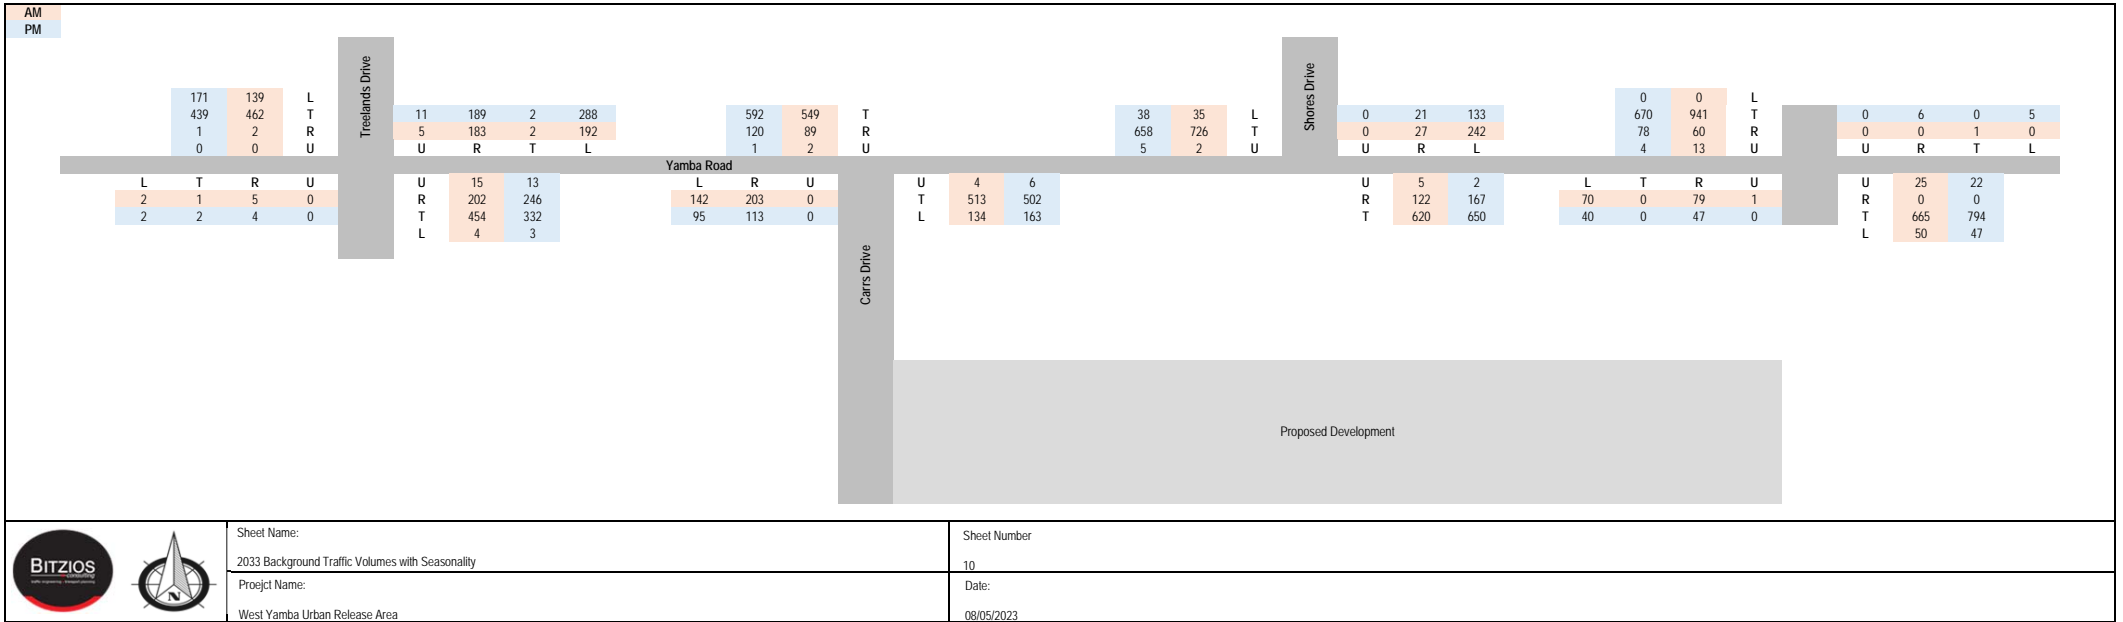 AM
PM
Treelands Drive
Shores Drive
171 139 L
439 462 T
1 2 R
0 0 U
11 189 2 288
5 183 2 192
U R T L
592 549 T
120 89 R
1 2 U
38 35 L
658 726 T
5 2 U
0 21 133
0 27 242
U R L
0 0 L
670 941 T
78 60 R
4 13 U
0 6 0 5
0 0 1 0
U R T L
Yamba Road
L T R U
2 1 5 0
2 2 4 0
U 15 13
R 202 246
T 454 332
L 4 3
L R U
142 203 0
95 113 0
U 4 6
T 513 502
L 134 163
U 5 2
R 122 167
T 620 650
L T R U
70 0 79 1
40 0 47 0
U 25 22
R 0 0
T 665 794
L 50 47
Carrs Drive
Proposed Development
BITZIOS
consulting
N
Sheet Name:
2033 Background Traffic Volumes with Seasonality
Proejct Name:
West Yamba Urban Release Area
Sheet Number
10
Date:
08/05/2023